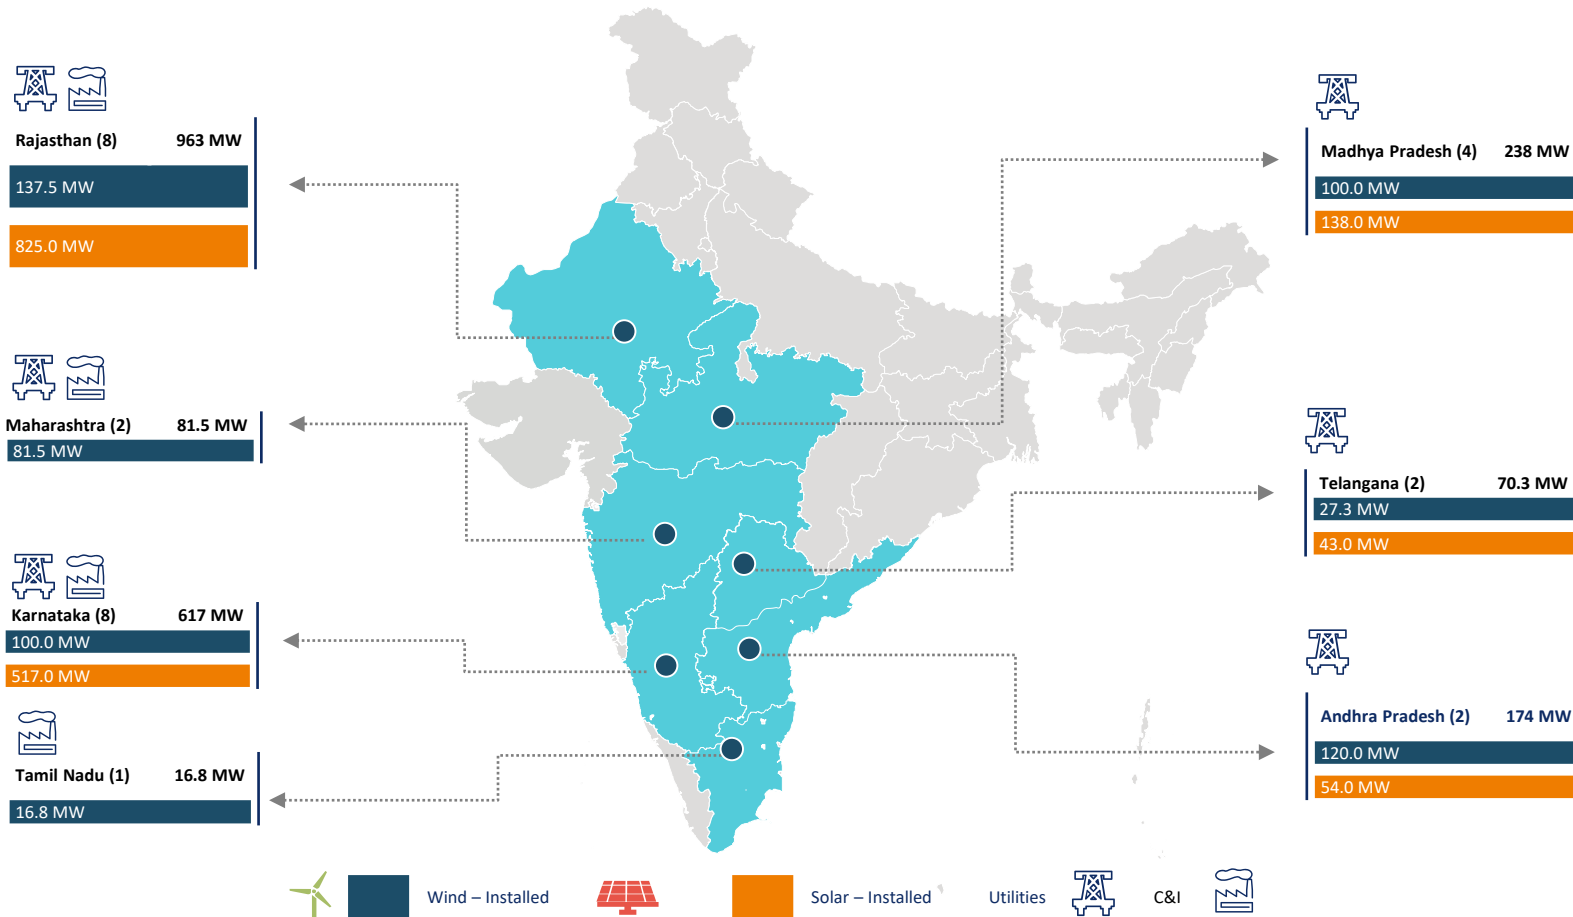 Rajasthan (8) 963 MW
137.5 MW
825.0 MW
Maharashtra (2) 81.5 MW
81.5 MW
Karnataka (8) 617 MW
100.0 MW
517.0 MW
Tamil Nadu (1) 16.8 MW
16.8 MW
Madhya Pradesh (4) 238 MW
100.0 MW
138.0 MW
Telangana (2) 70.3 MW
27.3 MW
43.0 MW
Andhra Pradesh (2) 174 MW
120.0 MW
54.0 MW
Wind – Installed Solar – Installed Utilities C&I